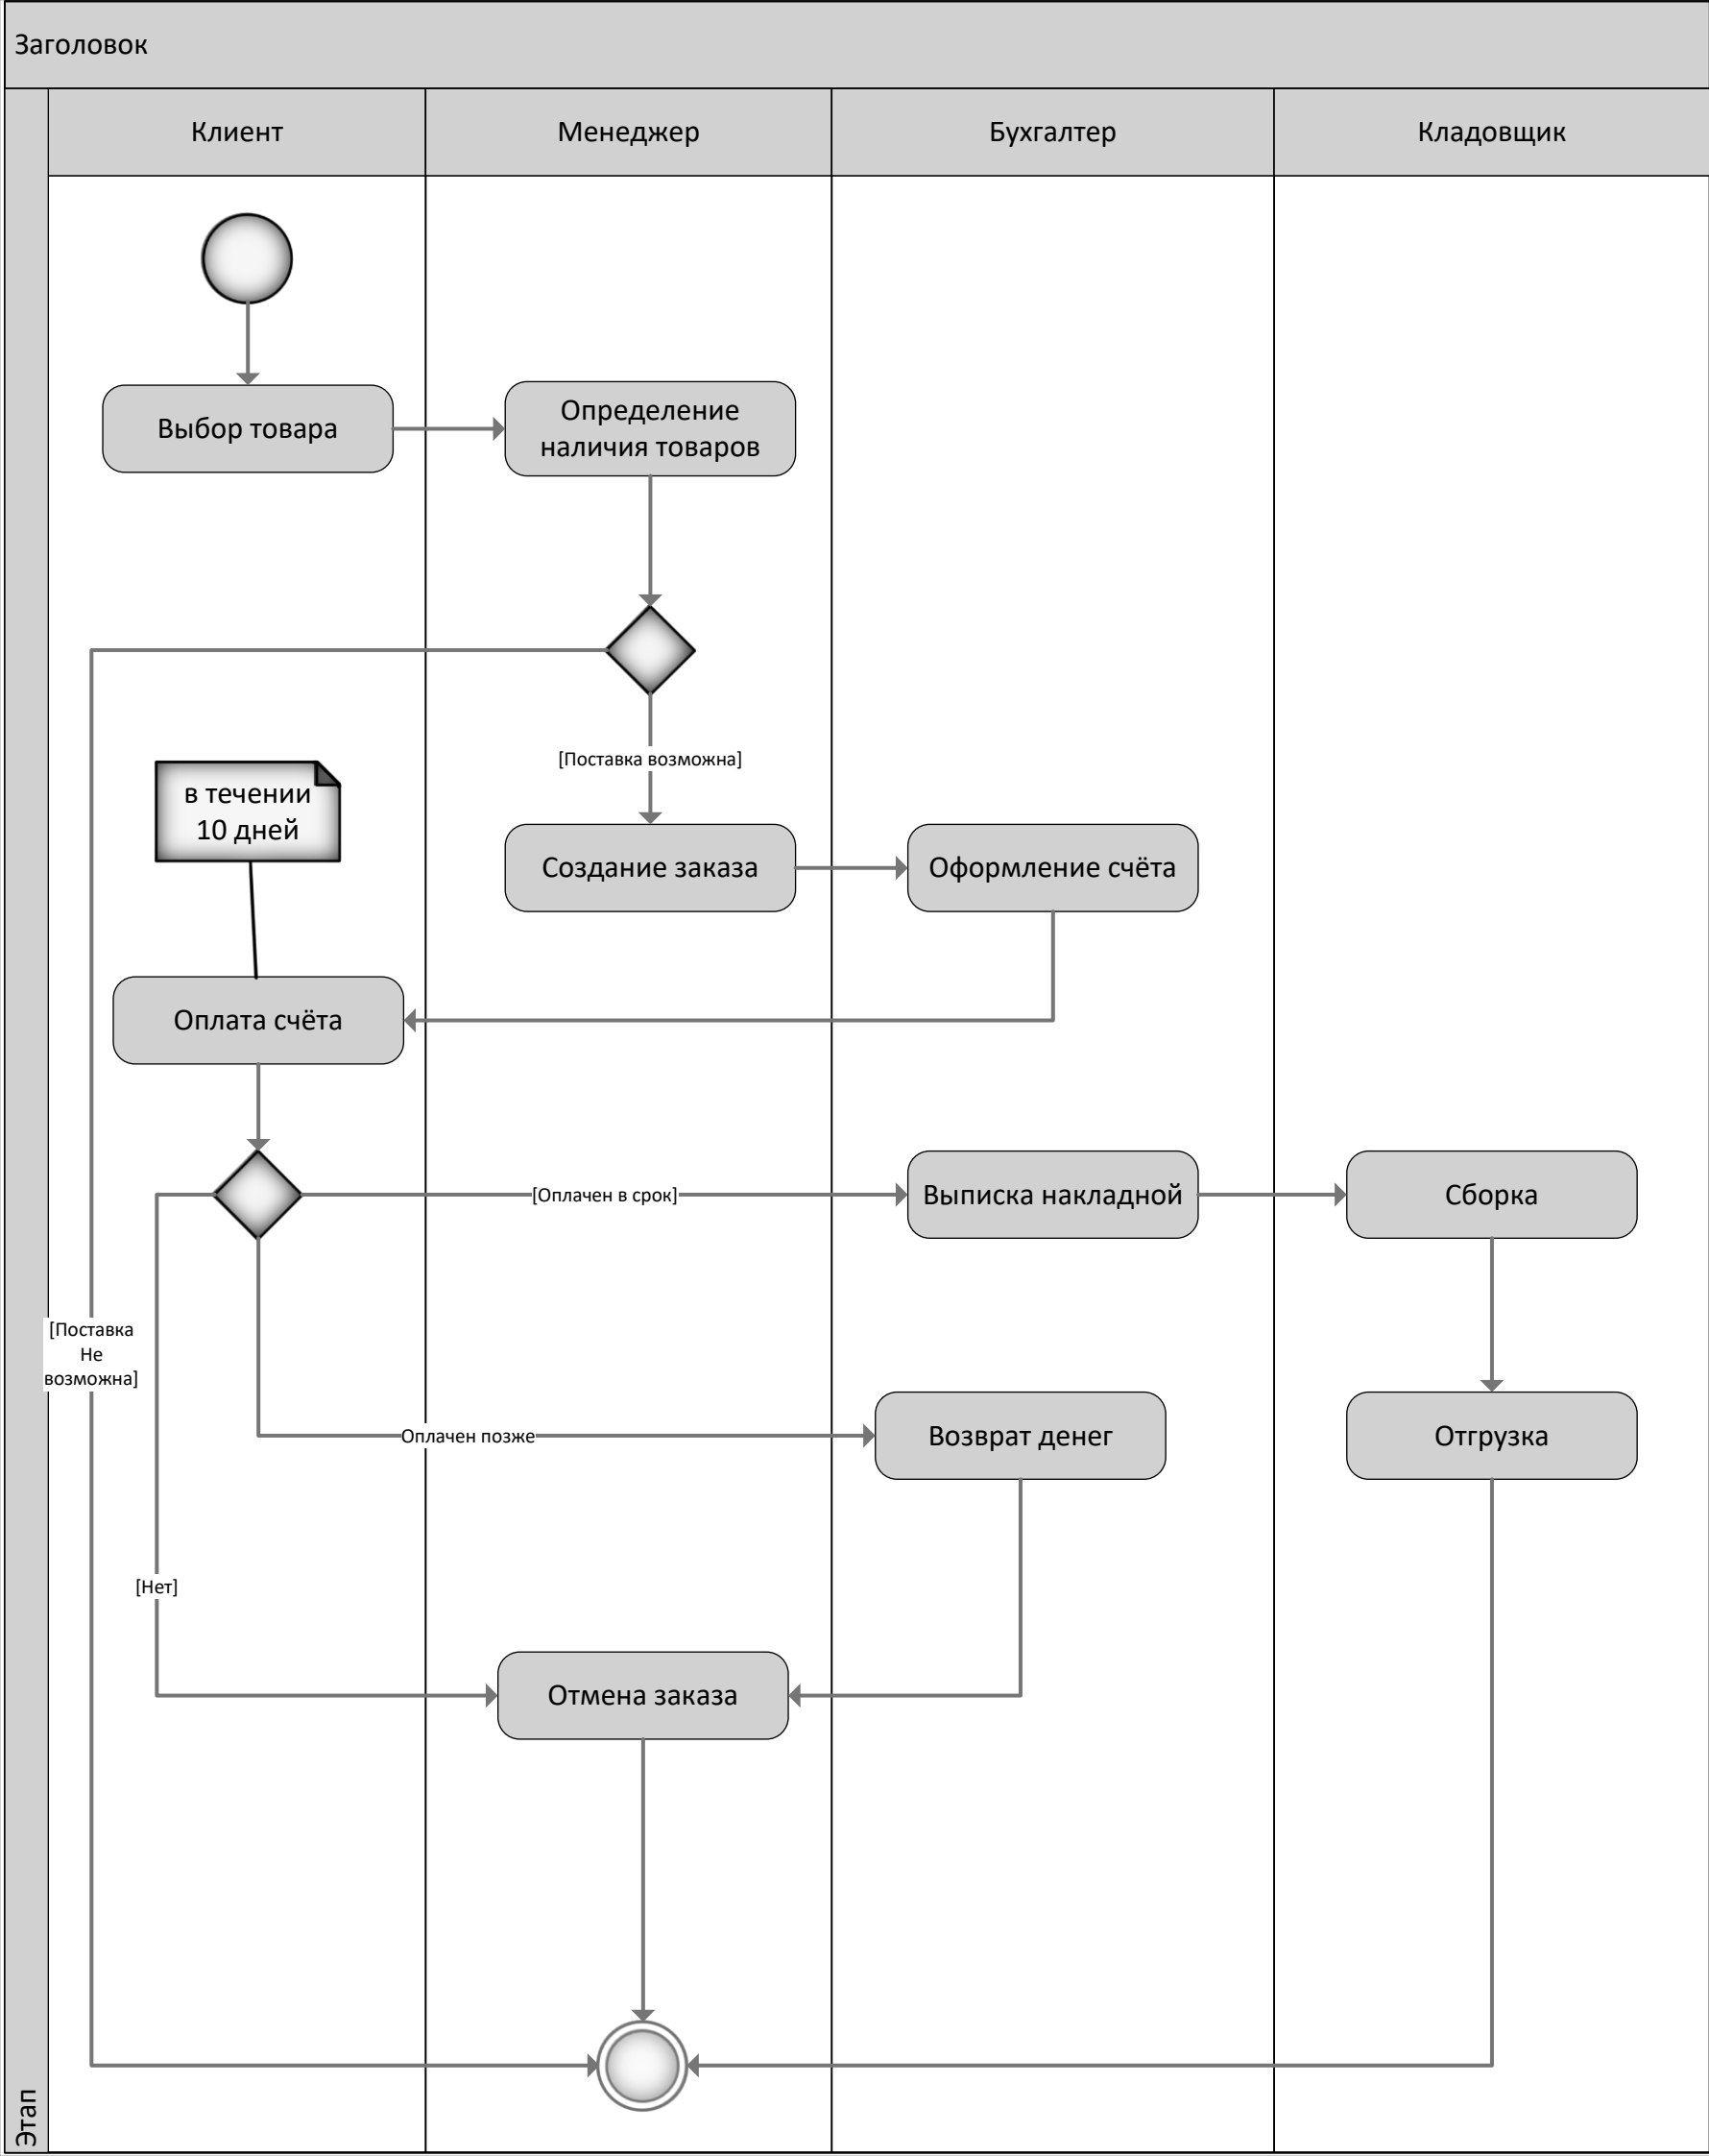 Заголовок
Клиент
Менеджер
Бухгалтер
Кладовщик
Выбор товара
Определение
наличия товаров
[Поставка возможна]
в течении
10 дней
Создание заказа
Оформление счёта
Оплата счёта
[Оплачен в срок]
Выписка накладной
Сборка
[Поставка
Не
возможна]
Оплачен позже
Возврат денег
Отгрузка
[Нет]
Отмена заказа
Этап